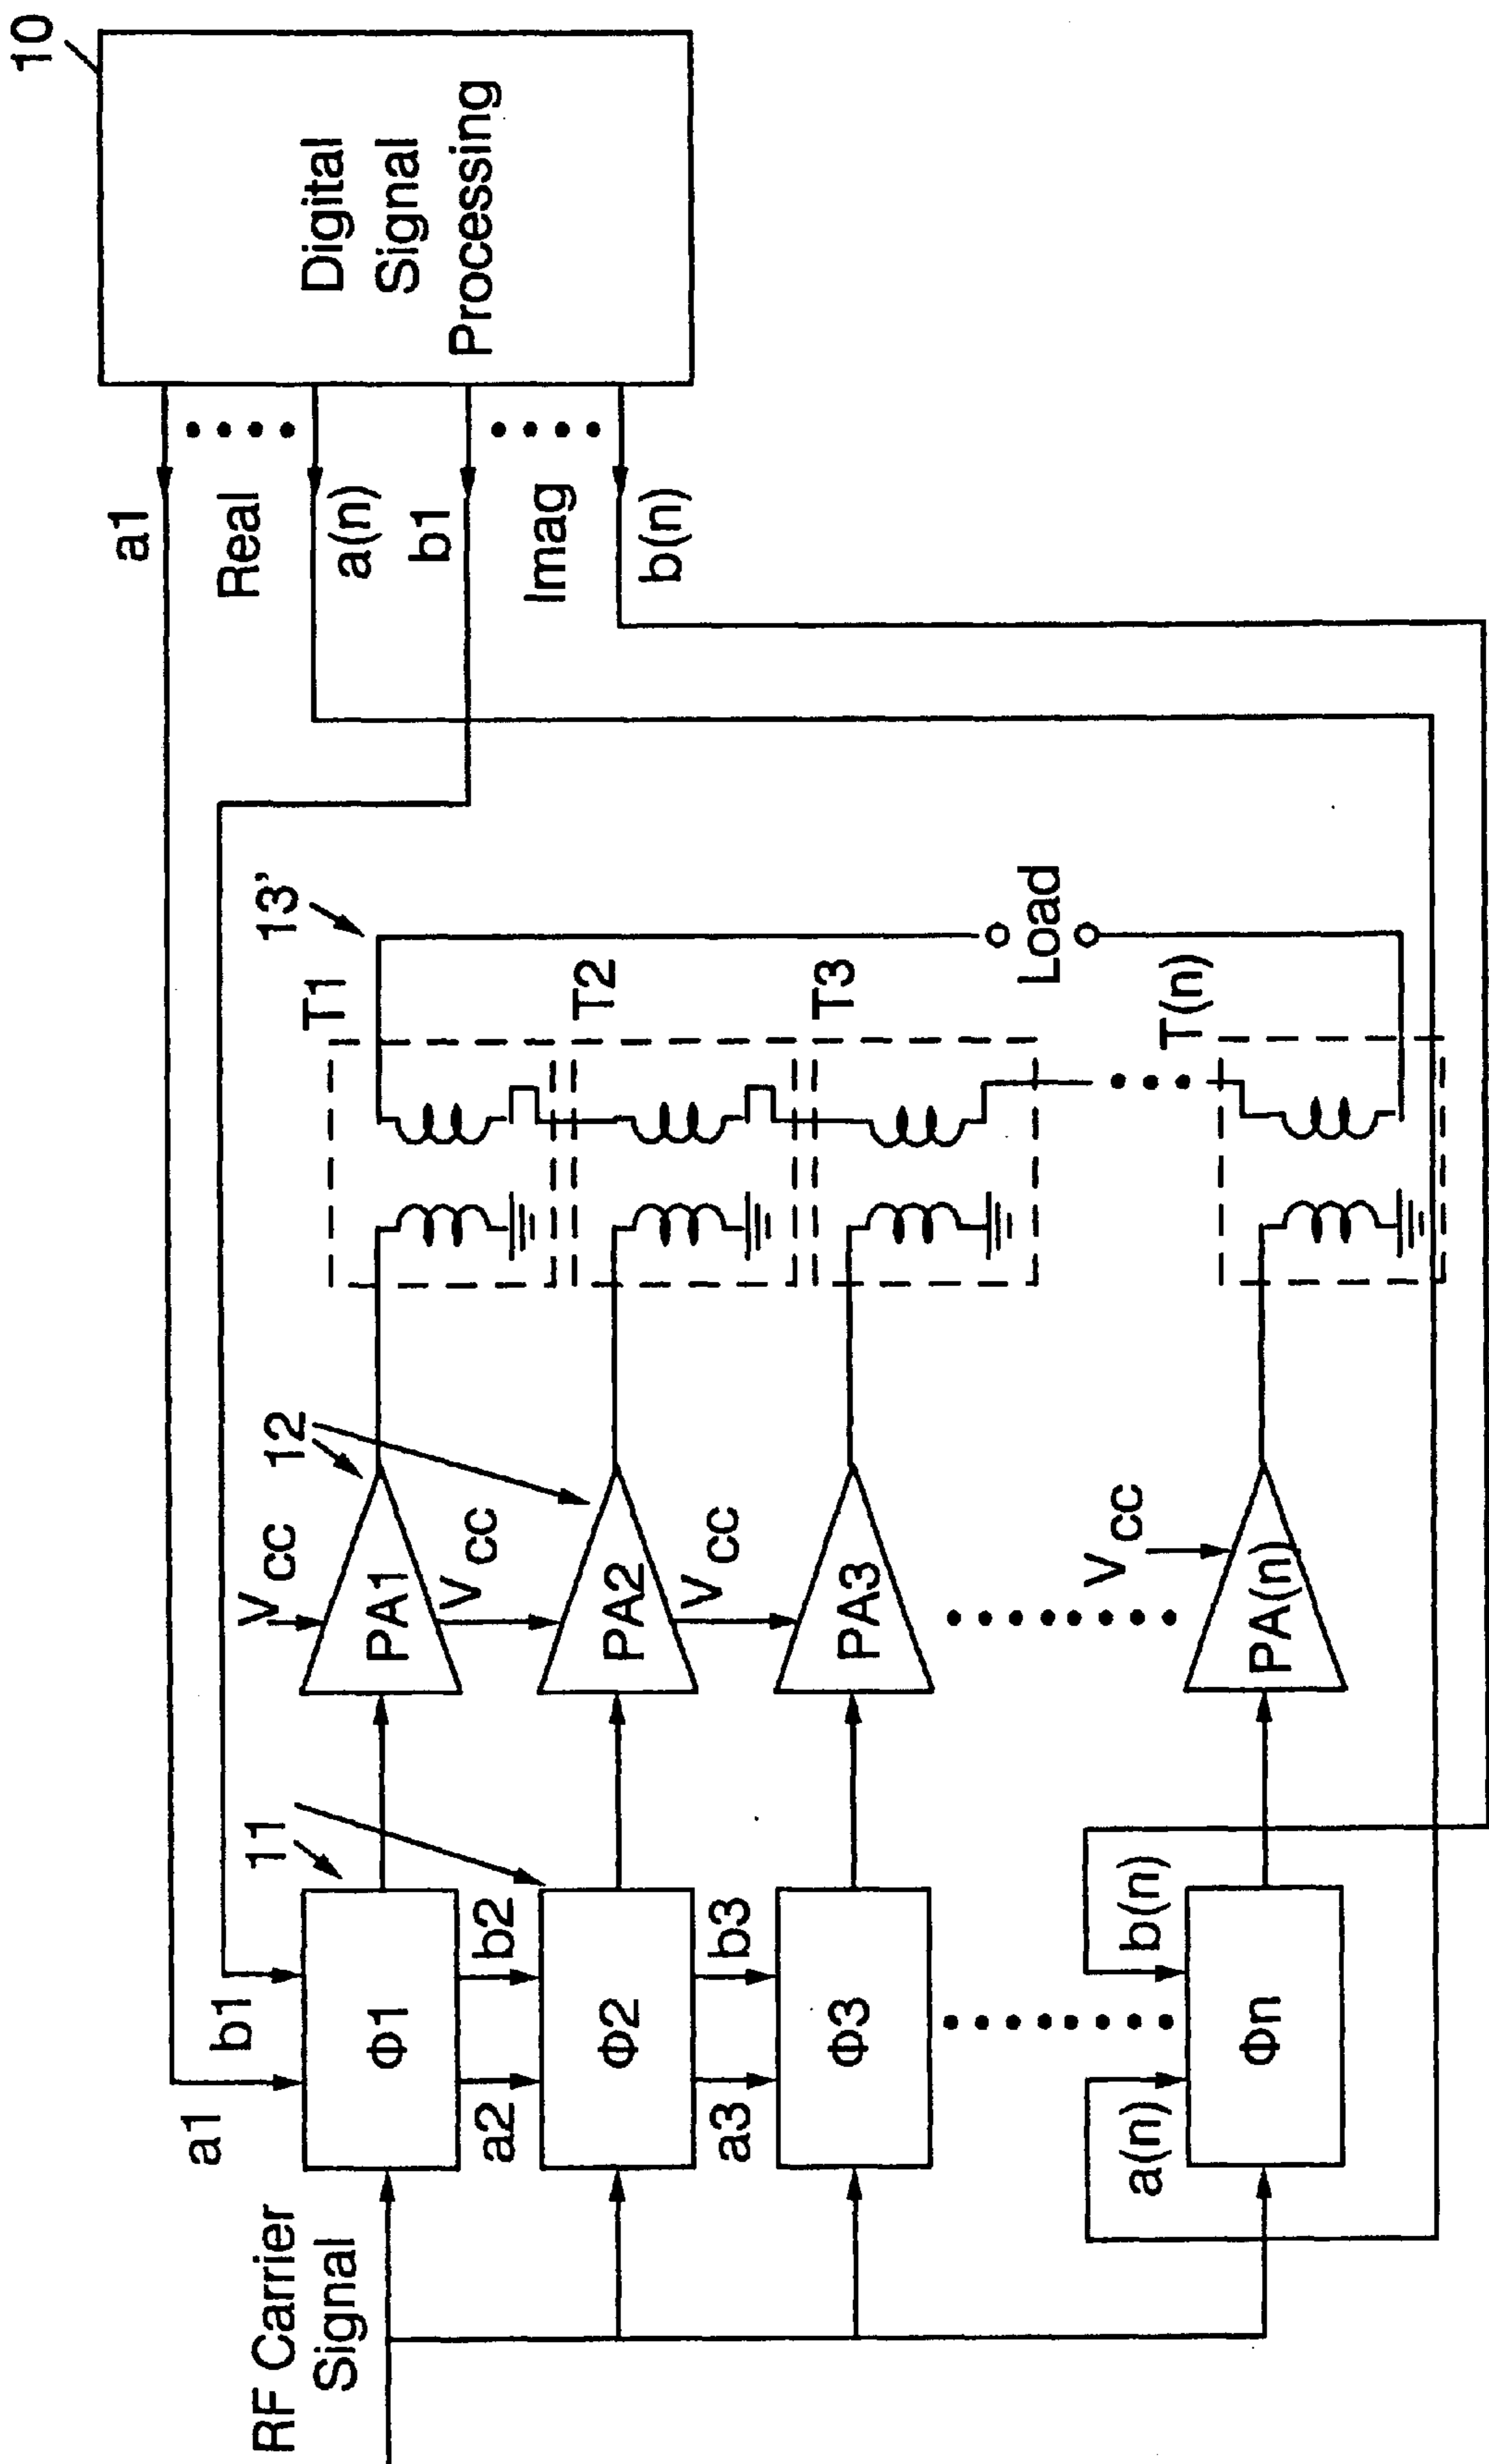 10
Digital
Signal
Processing
a1
Real
a(n)
b1
Imag
b(n)
13'
T1
T2
T3
T(n)
Load
12
Vcc
PA1
Vcc
PA2
Vcc
PA3
Vcc
PA(n)
11
a1
b1
Φ1
a2
b2
Φ2
a3
b3
Φ3
a(n)
b(n)
Φn
RF Carrier
Signal